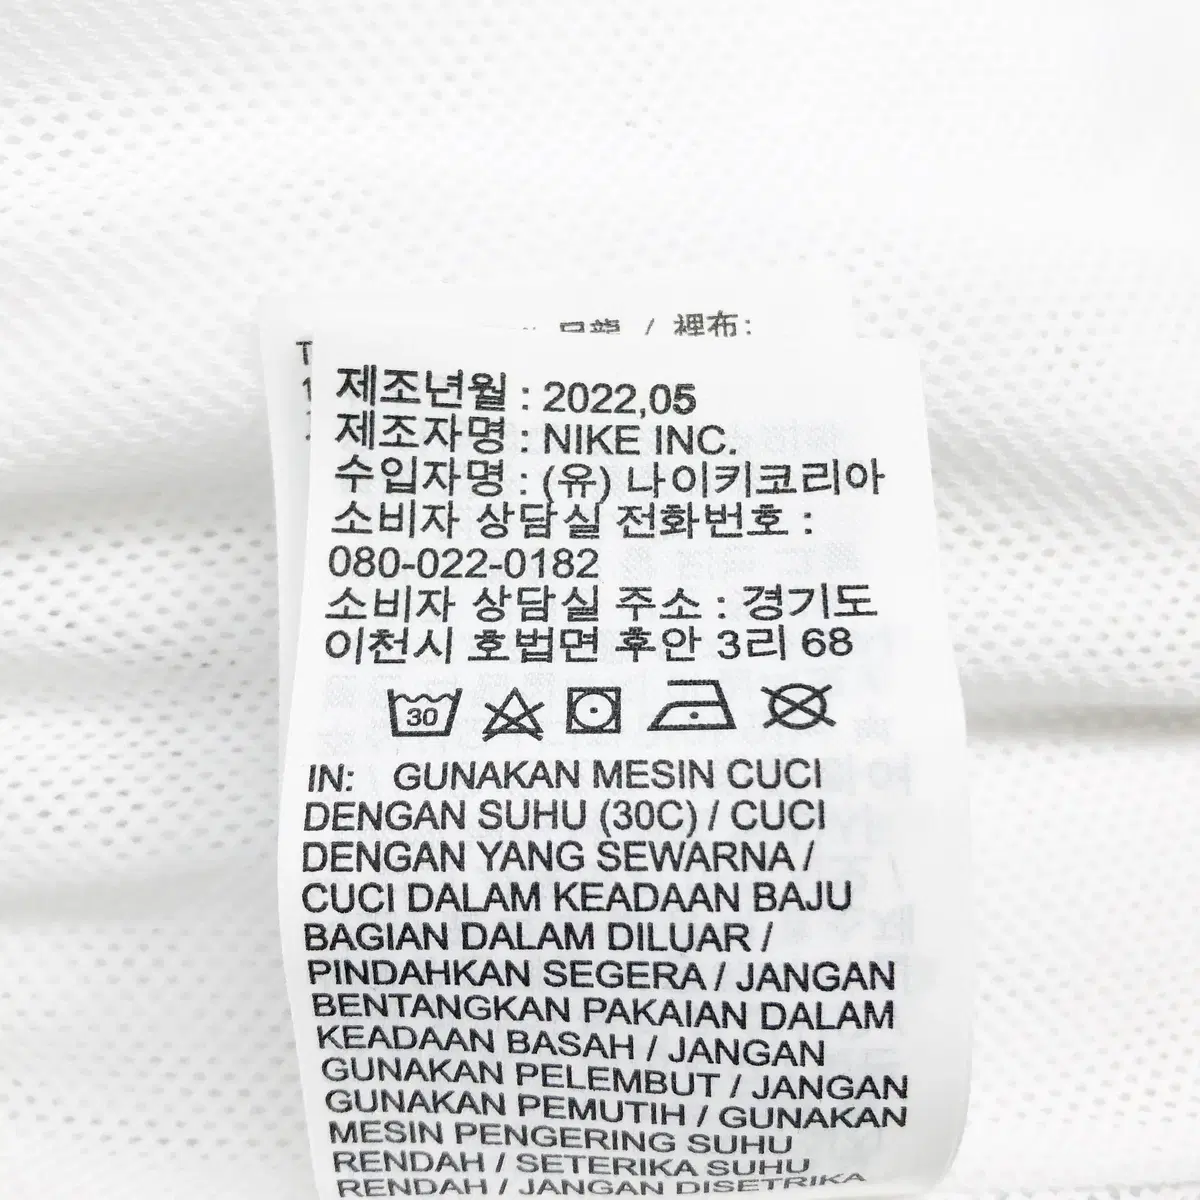 / 裡布:
제조년월 : 2022,05
제조자명 : NIKE INC.
수입자명 : (유) 나이키코리아
소비자 상담실 전화번호 :
080-022-0182
소비자 상담실 주소 : 경기도
이천시 호법면 후안 3리 68
30
IN: GUNAKAN MESIN CUCI
DENGAN SUHU (30C) / CUCI
DENGAN YANG SEWARNA /
CUCI DALAM KEADAAN BAJU
BAGIAN DALAM DILUAR /
PINDAHKAN SEGERA / JANGAN
BENTANGKAN PAKAIAN DALAM
KEADAAN BASAH / JANGAN
GUNAKAN PELEMBUT / JANGAN
GUNAKAN PEMUTIH / GUNAKAN
MESIN PENGERING SUHU
RENDAH / SETERIKA SUHU
RENDAH / JANGAN DISETRIKA